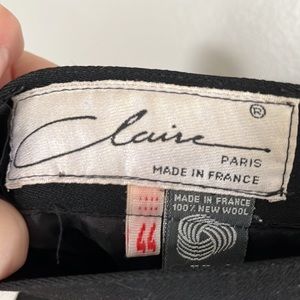 ®
Claire
PARIS
MADE IN FRANCE
44
MADE IN FRANCE
100% NEW WOOL